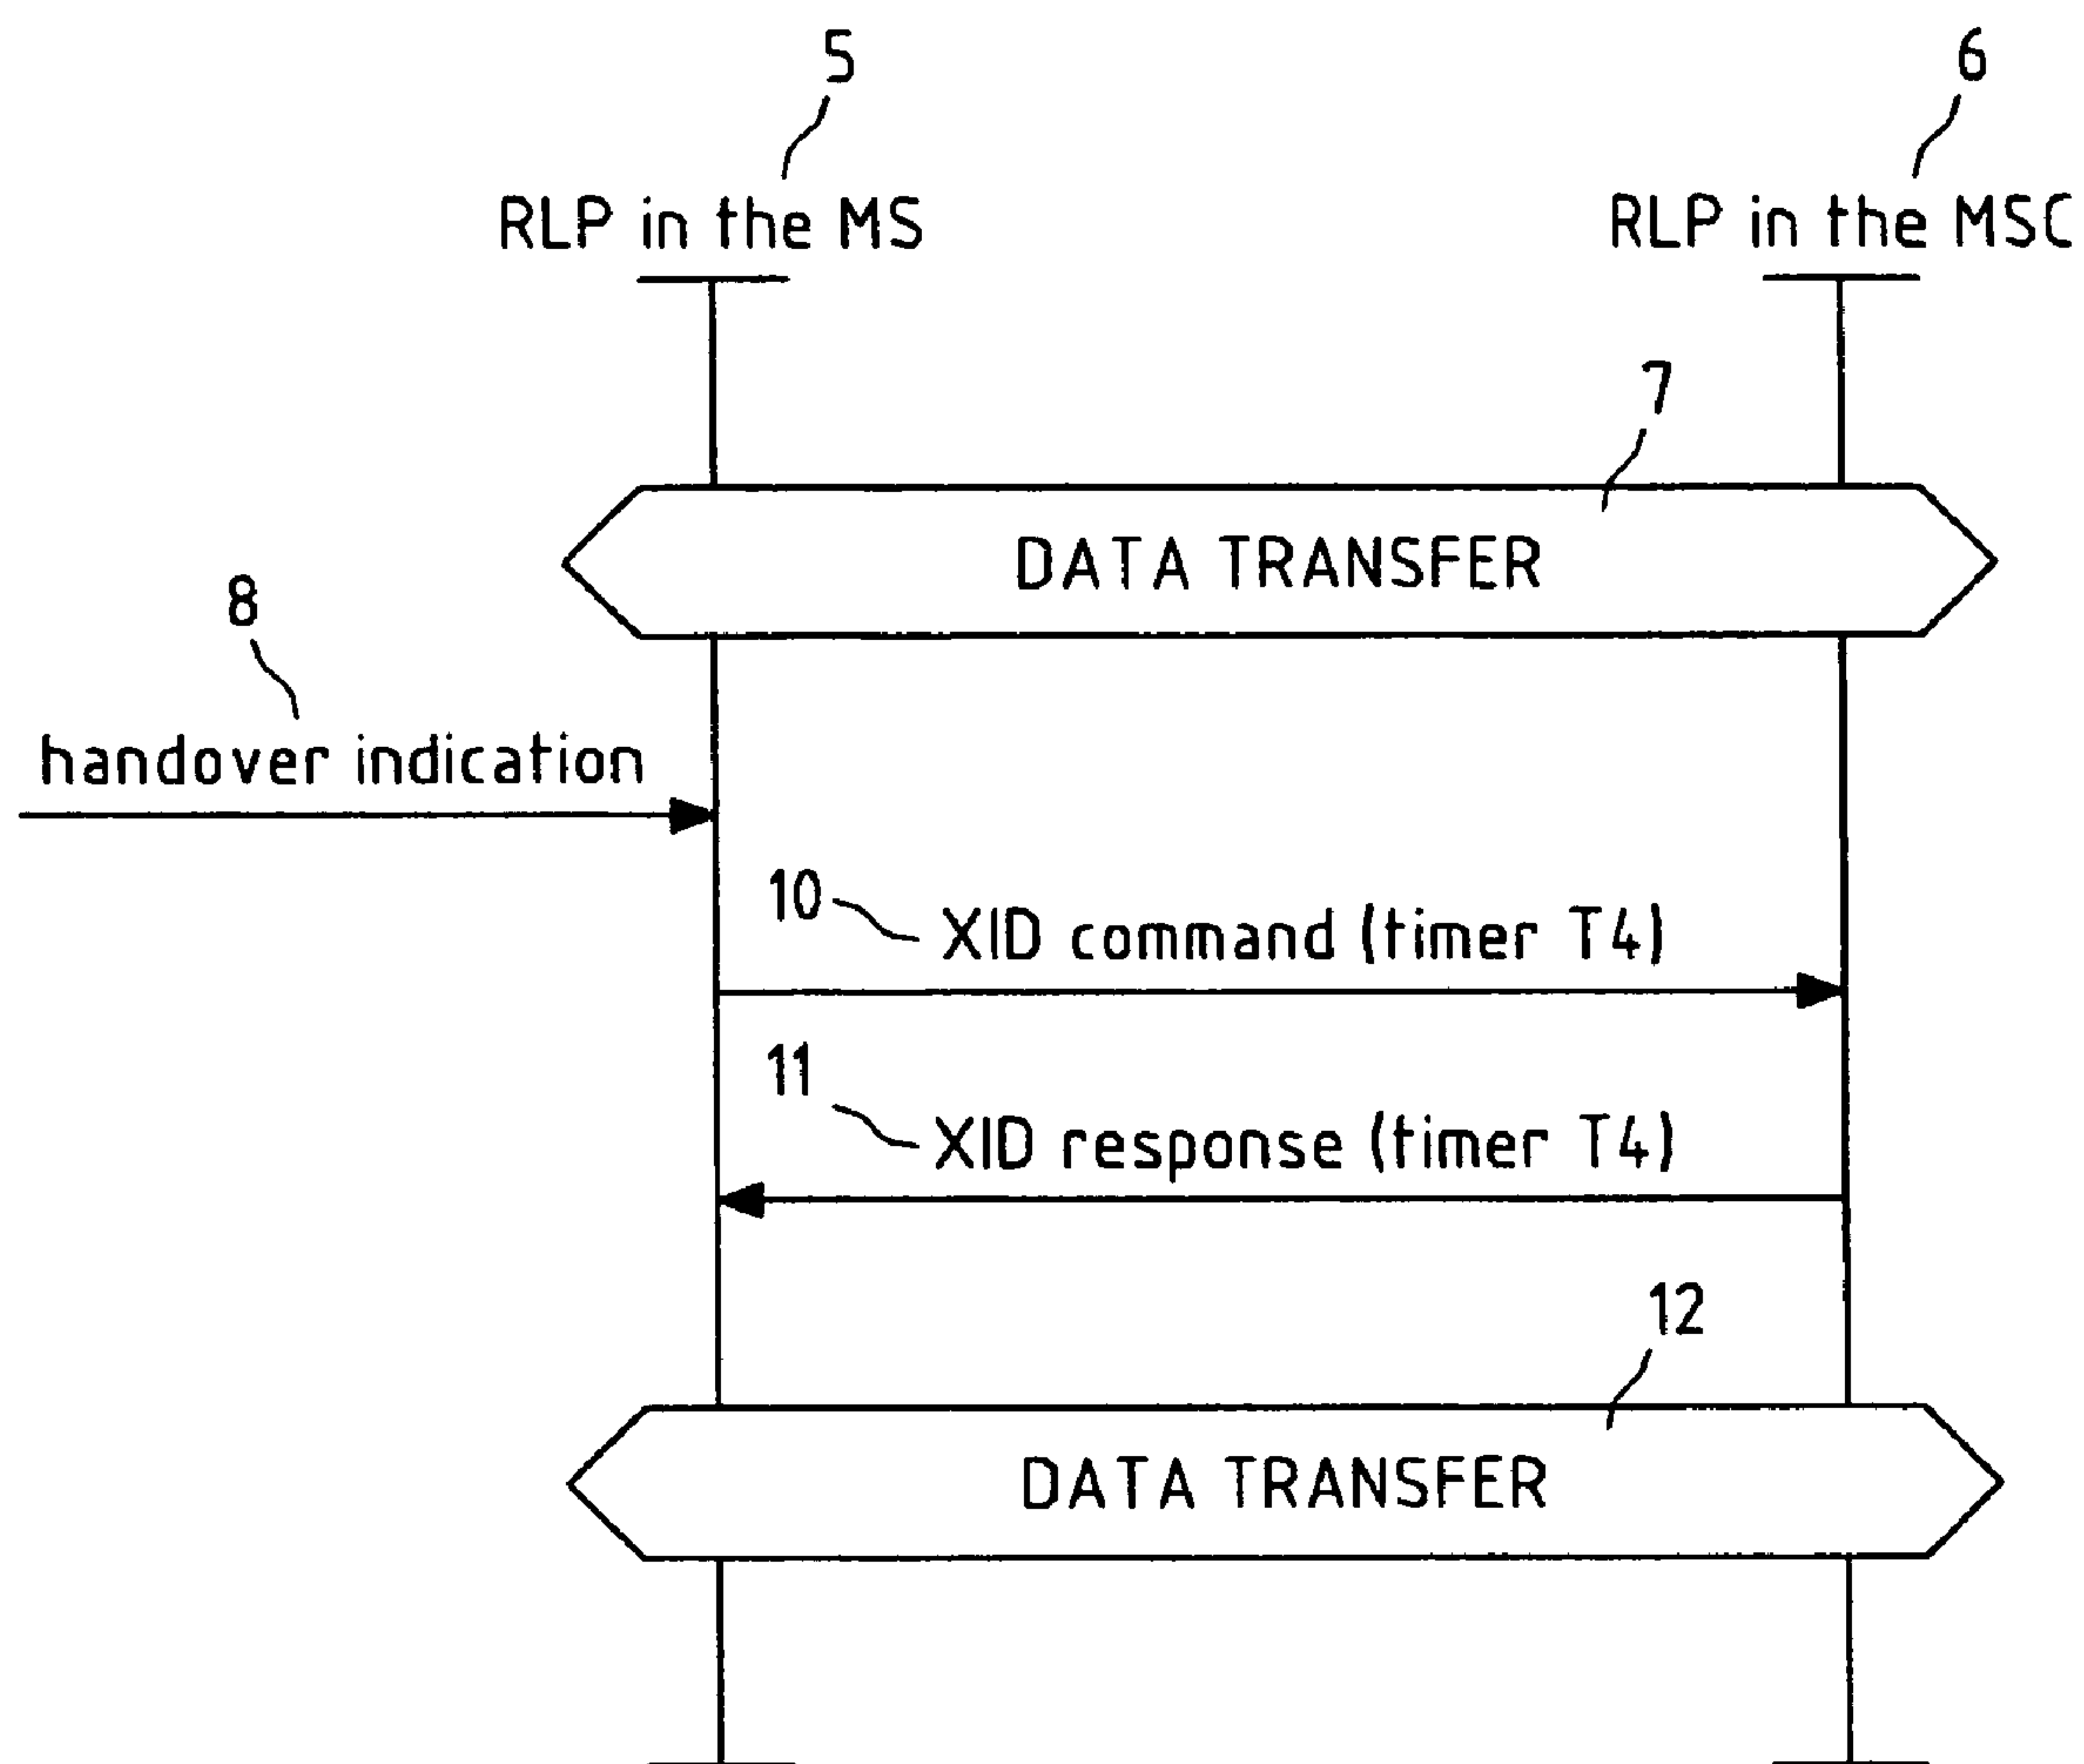 5
6
RLP in the MS
RLP in the MSC
7
DATA TRANSFER
8
handover indication
10
XID command (timer T4)
11
XID response (timer T4)
12
DATA TRANSFER